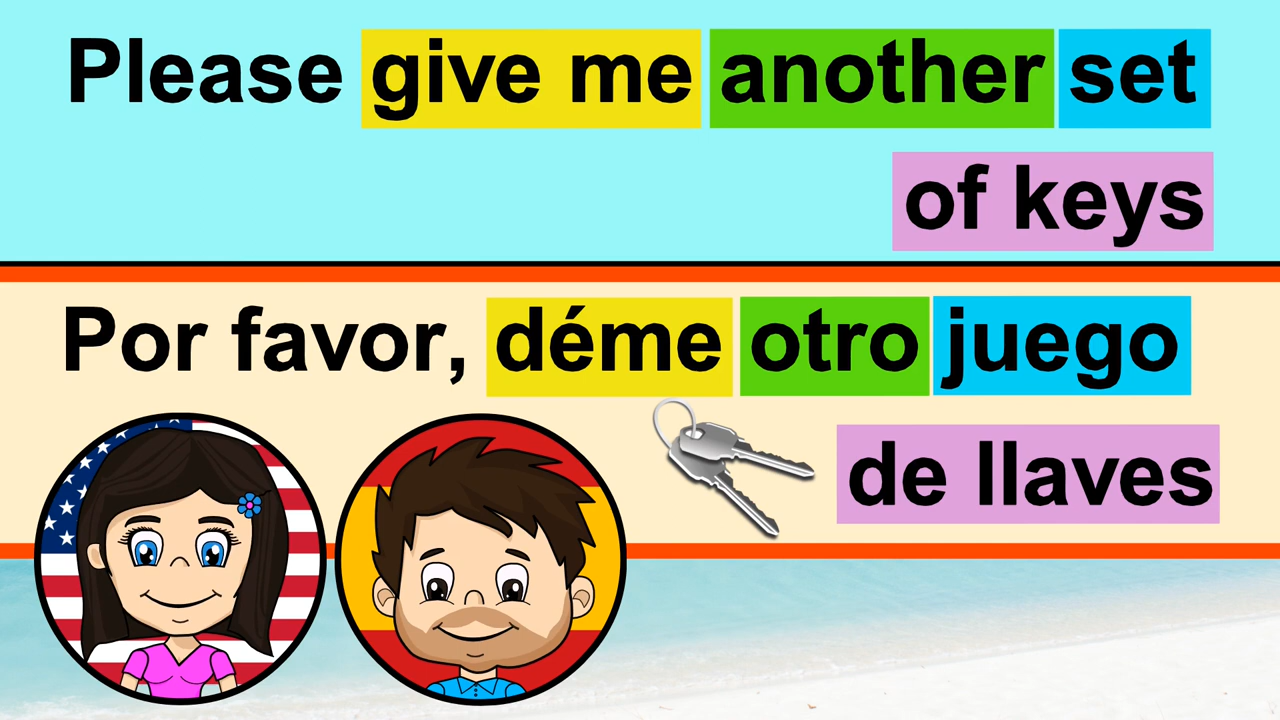 Please give me another set
of keys
Por favor, déme otro juego
de llaves